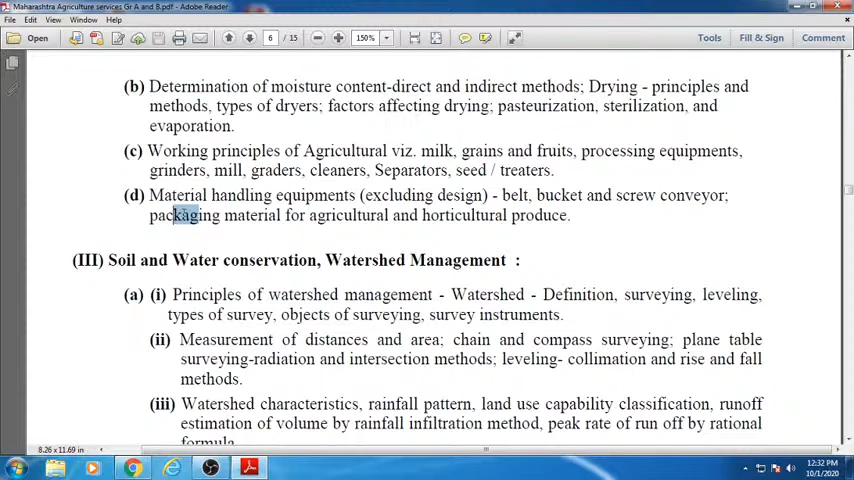 Maharashtra Agriculture services Gr A and B.pdf - Adobe Reader
File Edit View Window Help
Open 6 / 15 150% Tools Fill & Sign Comment
(b) Determination of moisture content-direct and indirect methods; Drying - principles and
methods, types of dryers; factors affecting drying; pasteurization, sterilization, and
evaporation.
(c) Working principles of Agricultural viz. milk, grains and fruits, processing equipments,
grinders, mill, graders, cleaners, Separators, seed / treaters.
(d) Material handling equipments (excluding design) - belt, bucket and screw conveyor;
packaging material for agricultural and horticultural produce.
(III) Soil and Water conservation, Watershed Management :
(a) (i) Principles of watershed management - Watershed - Definition, surveying, leveling,
types of survey, objects of surveying, survey instruments.
(ii) Measurement of distances and area; chain and compass surveying; plane table
surveying-radiation and intersection methods; leveling- collimation and rise and fall
methods.
(iii) Watershed characteristics, rainfall pattern, land use capability classification, runoff
estimation of volume by rainfall infiltration method, peak rate of run off by rational
formula
8.26 x 11.69 in
12:32 PM
10/1/2020